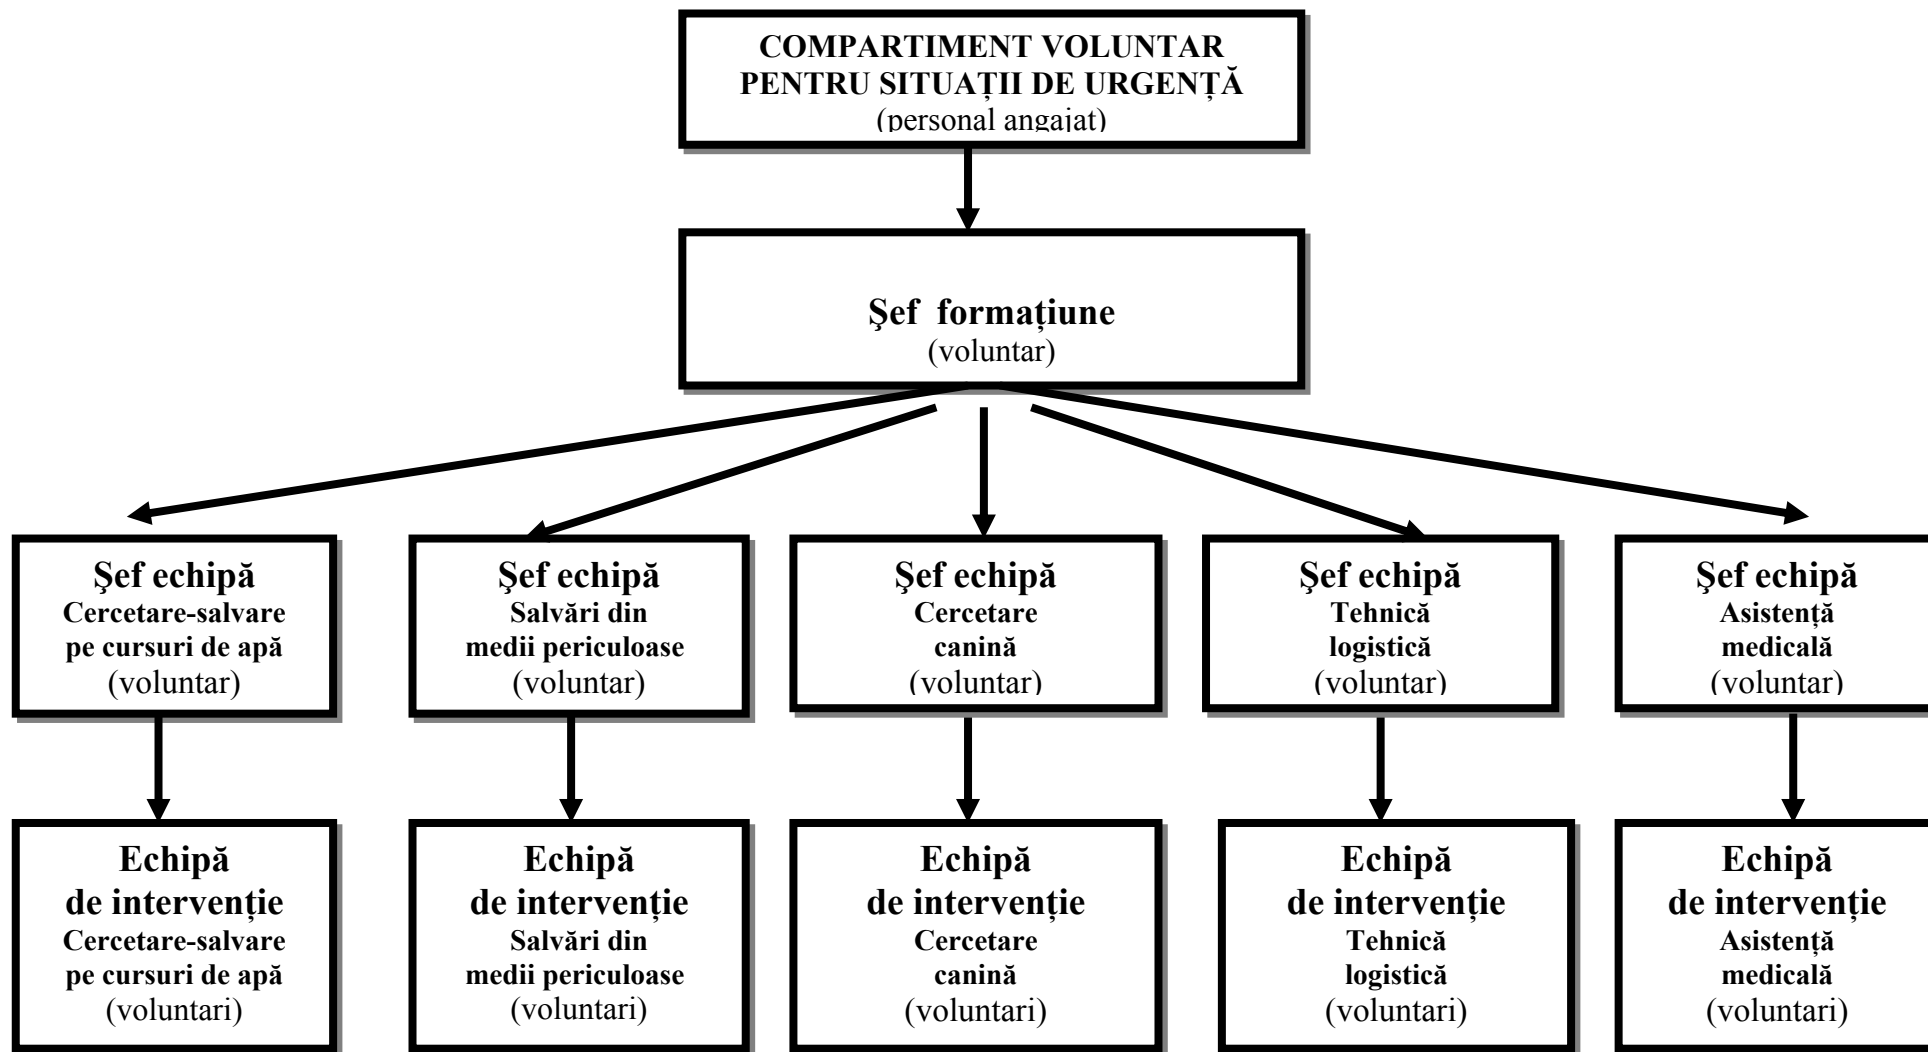 COMPARTIMENT VOLUNTAR
PENTRU SITUAȚII DE URGENȚĂ
(personal angajat)
Şef formațiune
(voluntar)
Şef echipă
Cercetare-salvare
pe cursuri de apă
(voluntar)
Şef echipă
Salvări din
medii periculoase
(voluntar)
Şef echipă
Cercetare
canină
(voluntar)
Şef echipă
Tehnică
logistică
(voluntar)
Şef echipă
Asistență
medicală
(voluntar)
Echipă
de intervenție
Cercetare-salvare
pe cursuri de apă
(voluntari)
Echipă
de intervenție
Salvări din
medii periculoase
(voluntari)
Echipă
de intervenție
Cercetare
canină
(voluntari)
Echipă
de intervenție
Tehnică
logistică
(voluntari)
Echipă
de intervenție
Asistență
medicală
(voluntari)